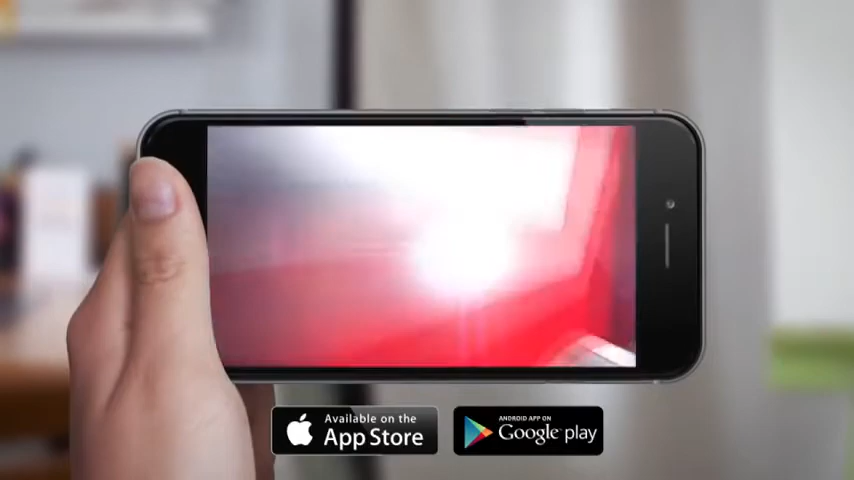 Available on the
App Store
ANDROID APP ON
Google play